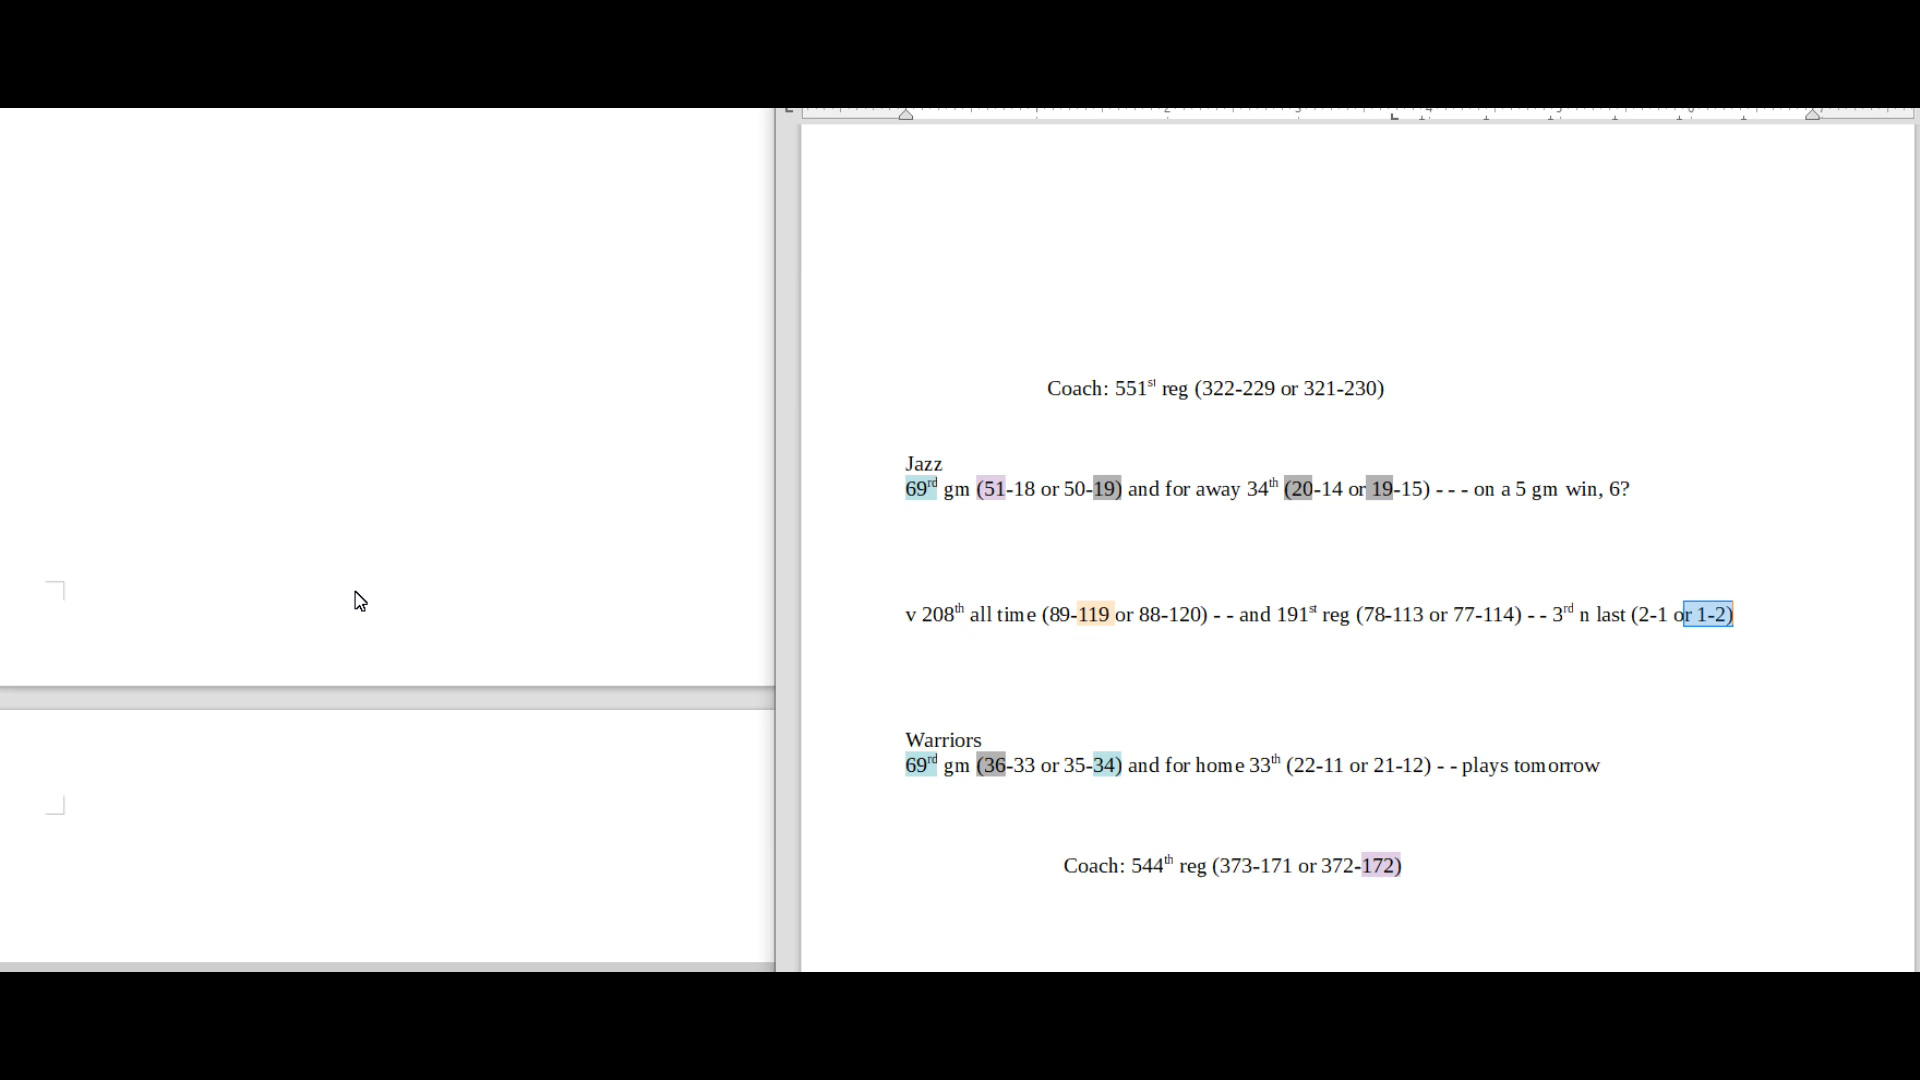 Coach: 551st reg (322-229 or 321-230)
Jazz
69rd gm (51-18 or 50-19) and for away 34th (20-14 or 19-15) - - - on a 5 gm win, 6?
v 208th all time (89-119 or 88-120) - - and 191st reg (78-113 or 77-114) - - 3rd n last (2-1 or 1-2)
Warriors
69rd gm (36-33 or 35-34) and for home 33th (22-11 or 21-12) - - plays tomorrow
Coach: 544th reg (373-171 or 372-172)